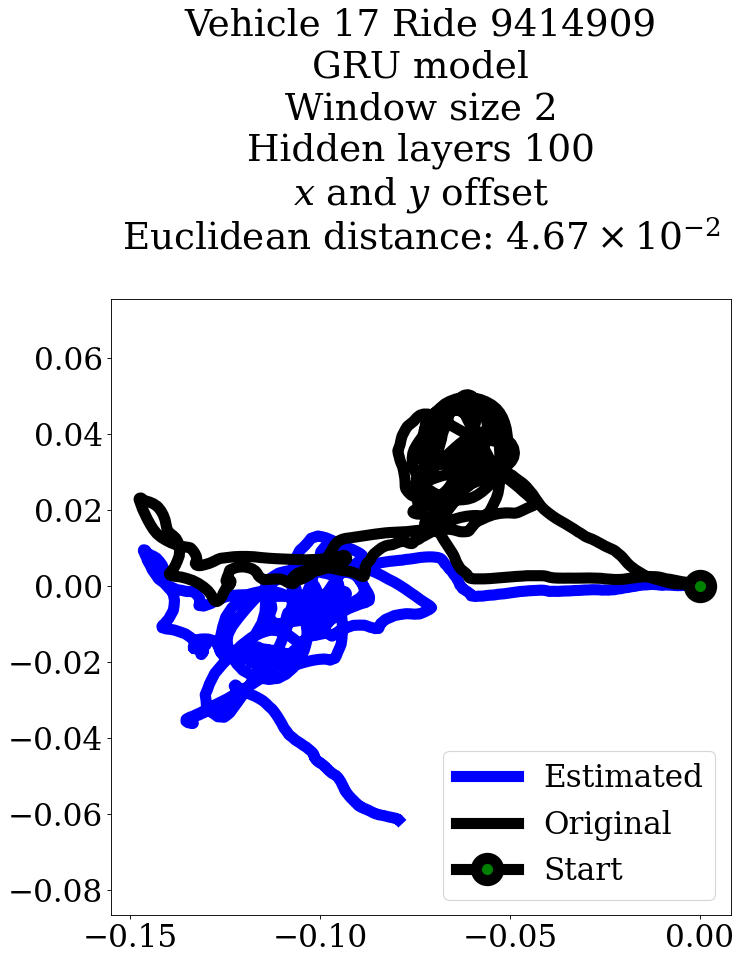 Vehicle 17 Ride 9414909
GRU model
Window size 2
Hidden layers 100
x and y offset
Euclidean distance: 4.67 × 10⁻²
0.06
0.04
0.02
0.00
−0.02
−0.04
−0.06
−0.08
Estimated
Original
Start
−0.15
−0.10
−0.05
0.00